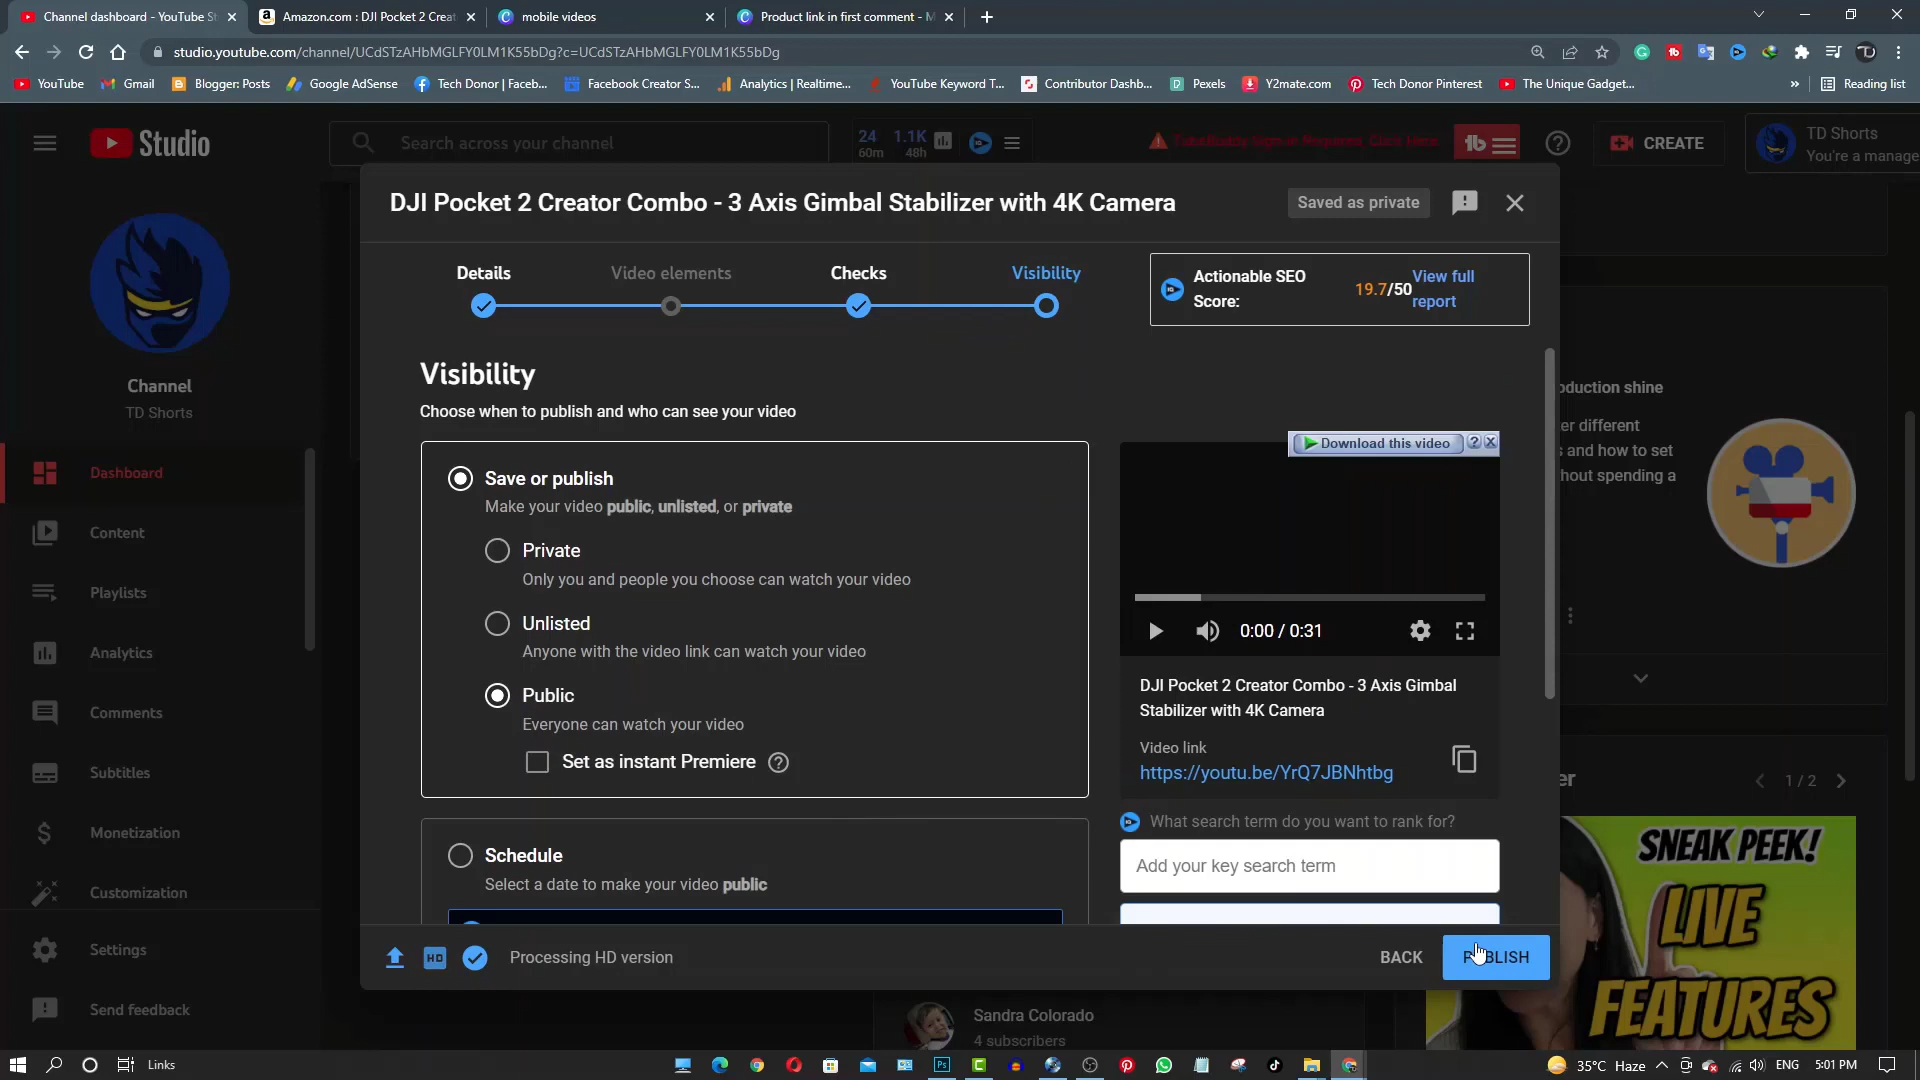 Channel dashboard - YouTube St
Amazon.com : DJI Pocket 2 Creat
mobile videos
Product link in first comment - M
studio.youtube.com/channel/UCdSTzAHbMGLFY0LM1K55bDg?c=UCdSTzAHbMGLFY0LM1K55bDg
YouTube
Gmail
Blogger: Posts
Google AdSense
Tech Donor | Faceb...
Facebook Creator S...
Analytics | Realtime...
YouTube Keyword T...
Contributor Dashb...
Pexels
Y2mate.com
Tech Donor Pinterest
The Unique Gadget...
»
Reading list
Studio
Search across your channel
24
60m
1.1K
48h
TubeBuddy Sign-in Required. Click Here
tb
CREATE
TD Shorts
You're a manage
DJI Pocket 2 Creator Combo - 3 Axis Gimbal Stabilizer with 4K Camera
Saved as private
Details
Video elements
Checks
Visibility
Actionable SEO
Score:
19.7/50
View full
report
Channel
TD Shorts
Dashboard
Content
Playlists
Analytics
Comments
Subtitles
Monetization
Customization
Settings
Send feedback
Visibility
Choose when to publish and who can see your video
Save or publish
Make your video public, unlisted, or private
Private
Only you and people you choose can watch your video
Unlisted
Anyone with the video link can watch your video
Public
Everyone can watch your video
Set as instant Premiere
Schedule
Select a date to make your video public
Download this video
0:00 / 0:31
DJI Pocket 2 Creator Combo - 3 Axis Gimbal
Stabilizer with 4K Camera
Video link
https://youtu.be/YrQ7JBNhtbg
What search term do you want to rank for?
Add your key search term
HD
Processing HD version
BACK
PUBLISH
oduction shine
er different
s and how to set
hout spending a
er
1 / 2
SNEAK PEEK!
LIVE
FEATURES
Sandra Colorado
4 subscribers
Links
Ps
35°C Haze
ENG
5:01 PM